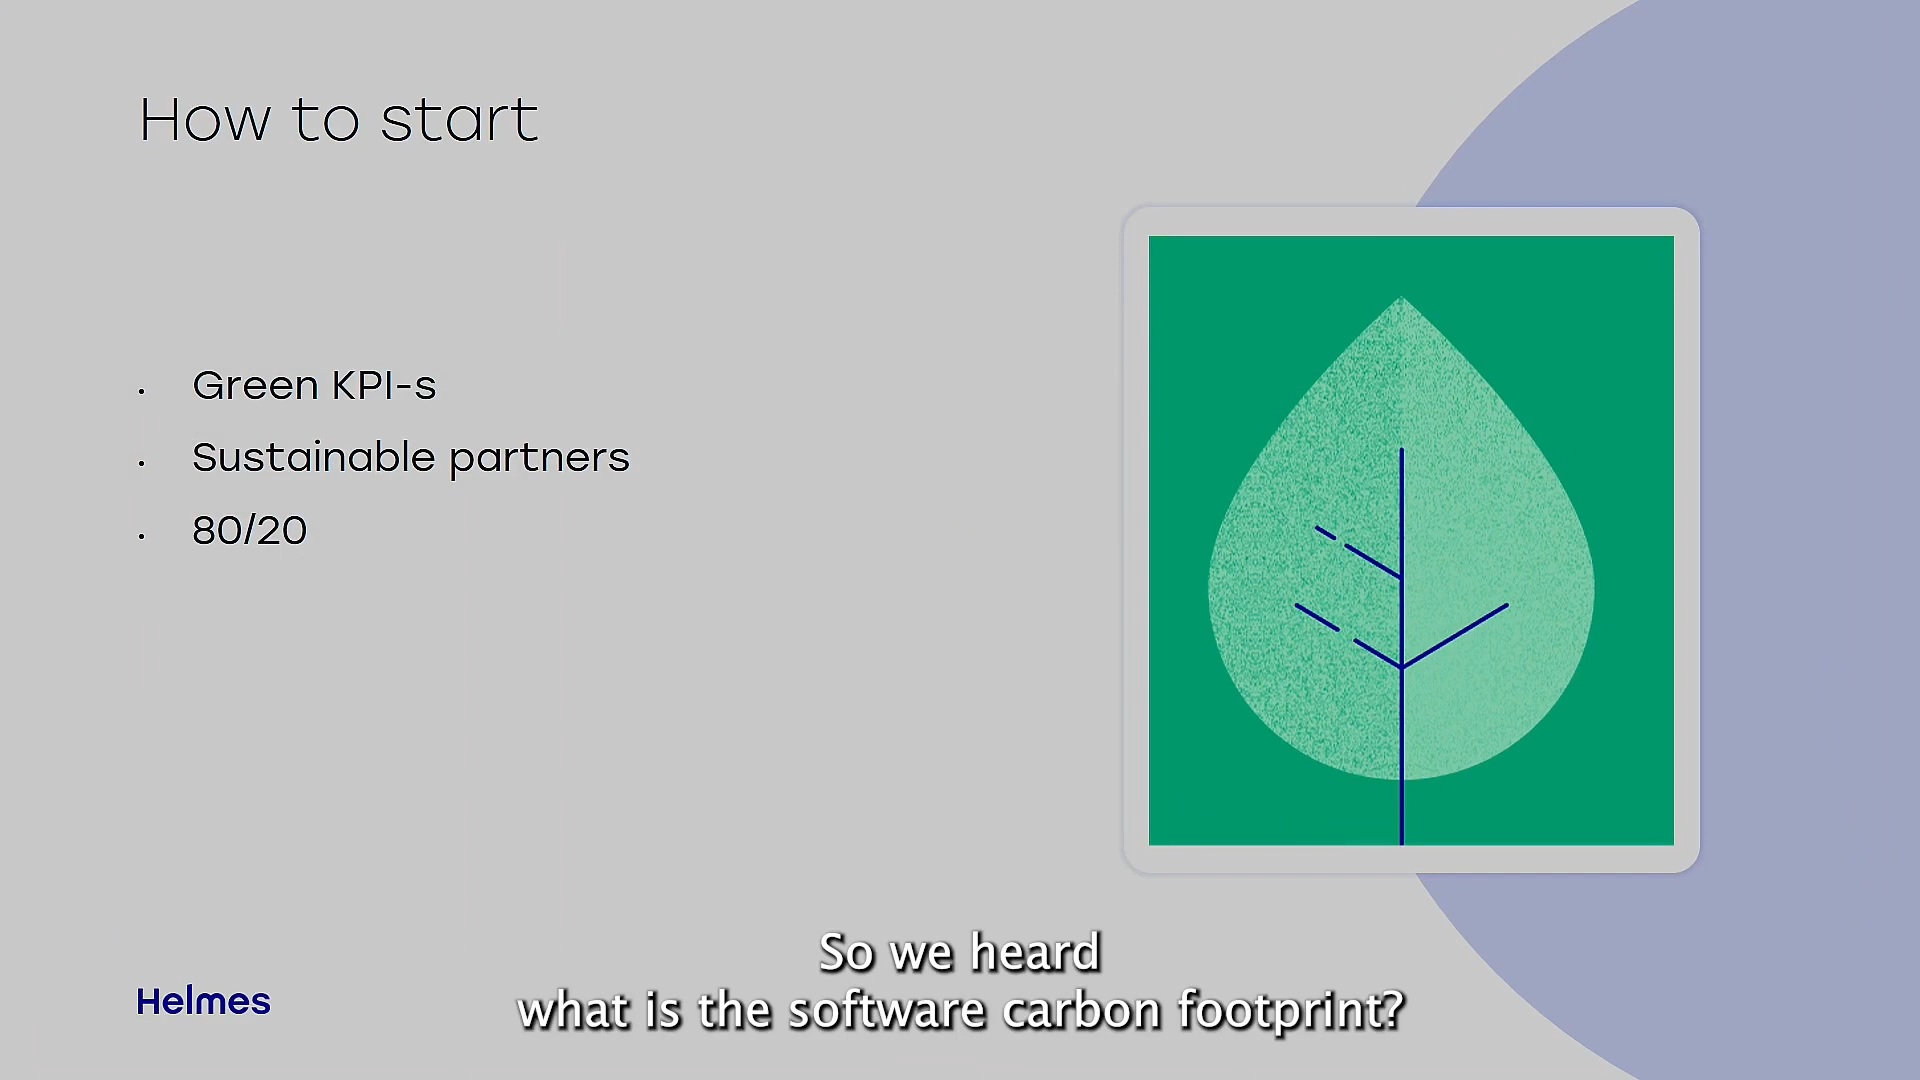 How to start
. Green KPI-s
. Sustainable partners
. 80/20
Helmes
So we heard
what is the software carbon footprint?